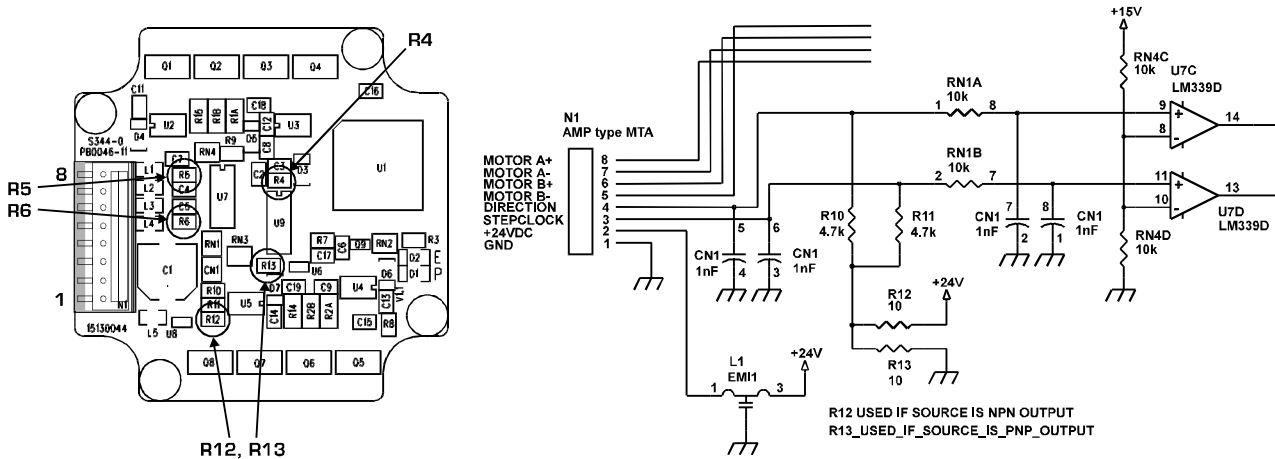 R4
Q1 Q2 Q3 Q4
C11
C16
C18
U2 R16 R1B R1A C12 U3
D4 D5
S344-0
PB0046-11
R9
C8
U1
C7 RN4
C3 D3
8 L1 R5 C2 R4
R5 L2 C4 U7
R6 L3 C5
L4 R6 U9
RN1 RN3 R7 C6 Q9 RN2 R3
C17 D2 E
C1 CN1 R13 U6 D6 D1 P
R10 D7 C19 C9 U4 VL1
1 N1 R11 U5 C13
R12 C14 R14 R2B R2A C15 R8
15130044 L5 U8
Q8 Q7 Q6 Q5
R12, R13
N1
AMP type MTA
MOTOR A+ 8
MOTOR A- 7
MOTOR B+ 6
MOTOR B- 5
DIRECTION 4
STEPCLOCK 3
+24VDC 2
GND 1
5
CN1
1nF
4
6
CN1
1nF
3
R10
4.7k
R11
4.7k
RN1A
10k
1 8
RN1B
10k
2 7
7
CN1
1nF
2
8
CN1
1nF
1
+15V
RN4C
10k
RN4D
10k
U7C
LM339D
9
+
8
-
14
11
+
10
-
13
U7D
LM339D
R12
10
+24V
R13
10
L1
EMI1
1 3
+24V
R12 USED IF SOURCE IS NPN OUTPUT
R13_USED_IF_SOURCE_IS_PNP_OUTPUT